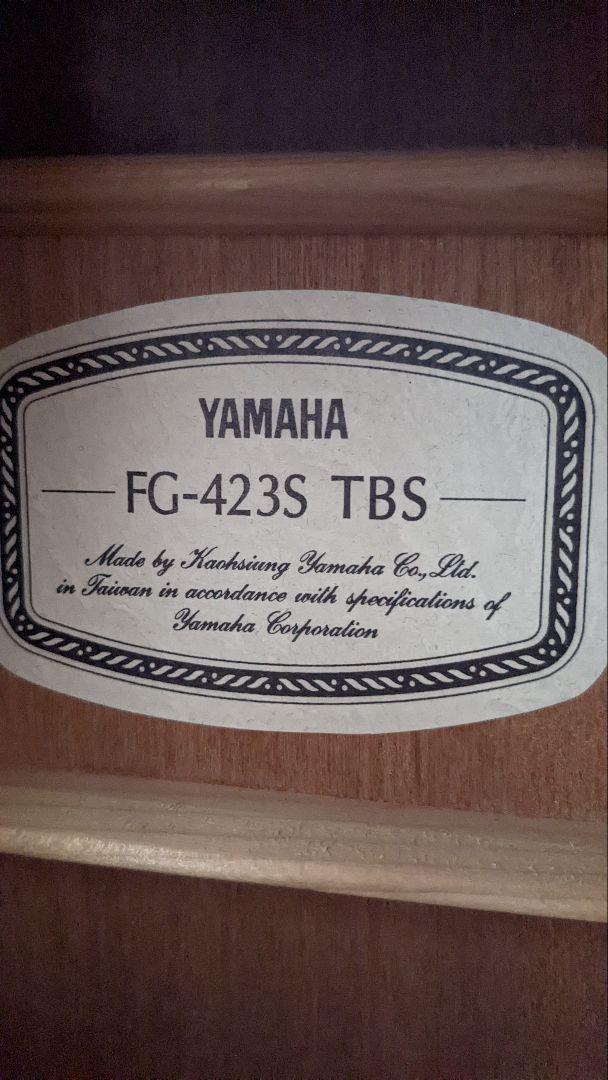 YAMAHA
FG-423S TBS
Made by Kaohsiung Yamaha Co., Ltd.
in Taiwan in accordance with specifications of
Yamaha Corporation